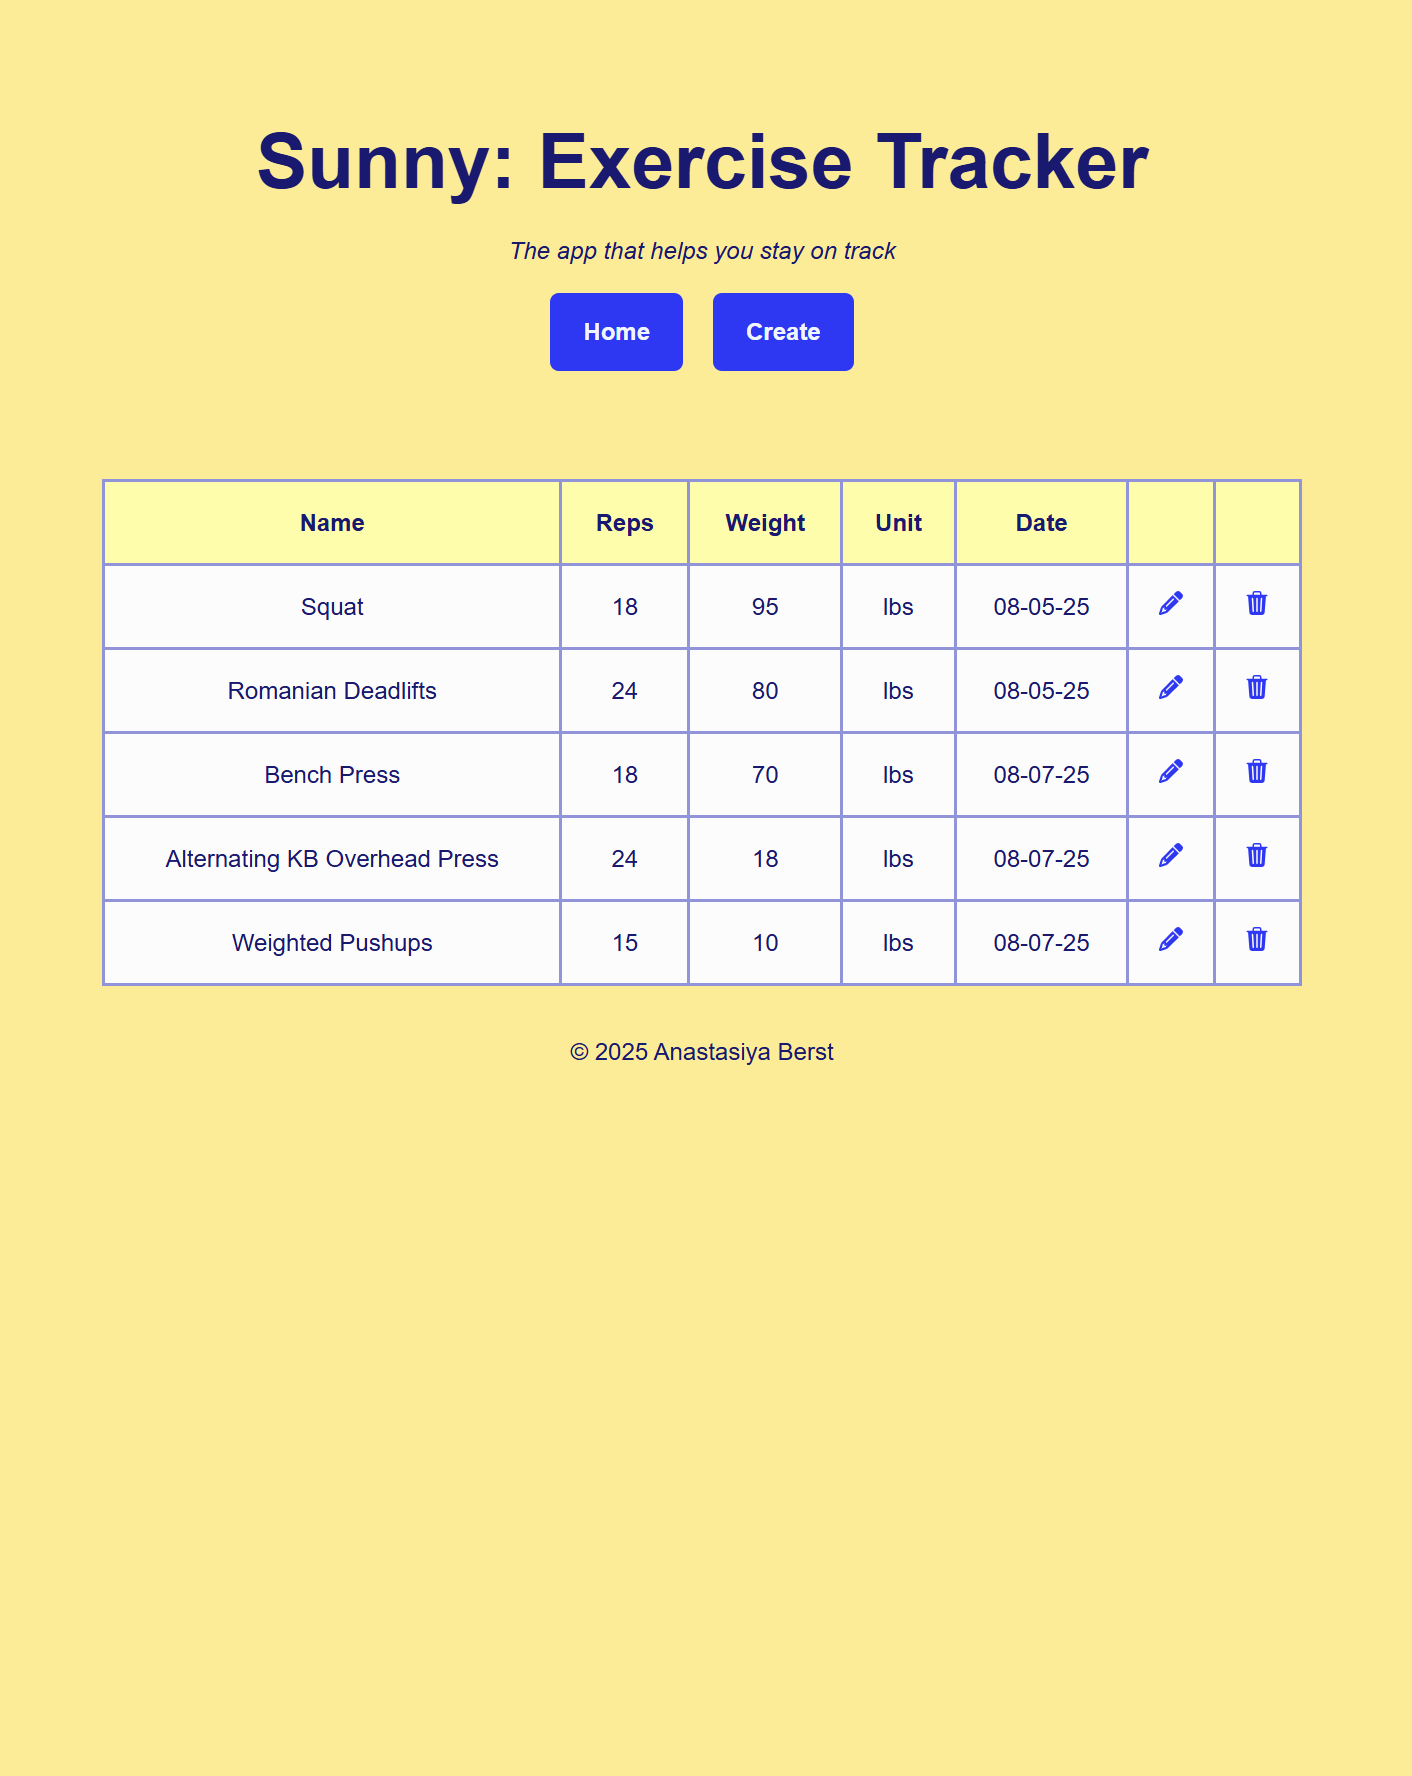 Sunny: Exercise Tracker
The app that helps you stay on track
Home Create
Name Reps Weight Unit Date
Squat 18 95 lbs 08-05-25
Romanian Deadlifts 24 80 lbs 08-05-25
Bench Press 18 70 lbs 08-07-25
Alternating KB Overhead Press 24 18 lbs 08-07-25
Weighted Pushups 15 10 lbs 08-07-25
© 2025 Anastasiya Berst